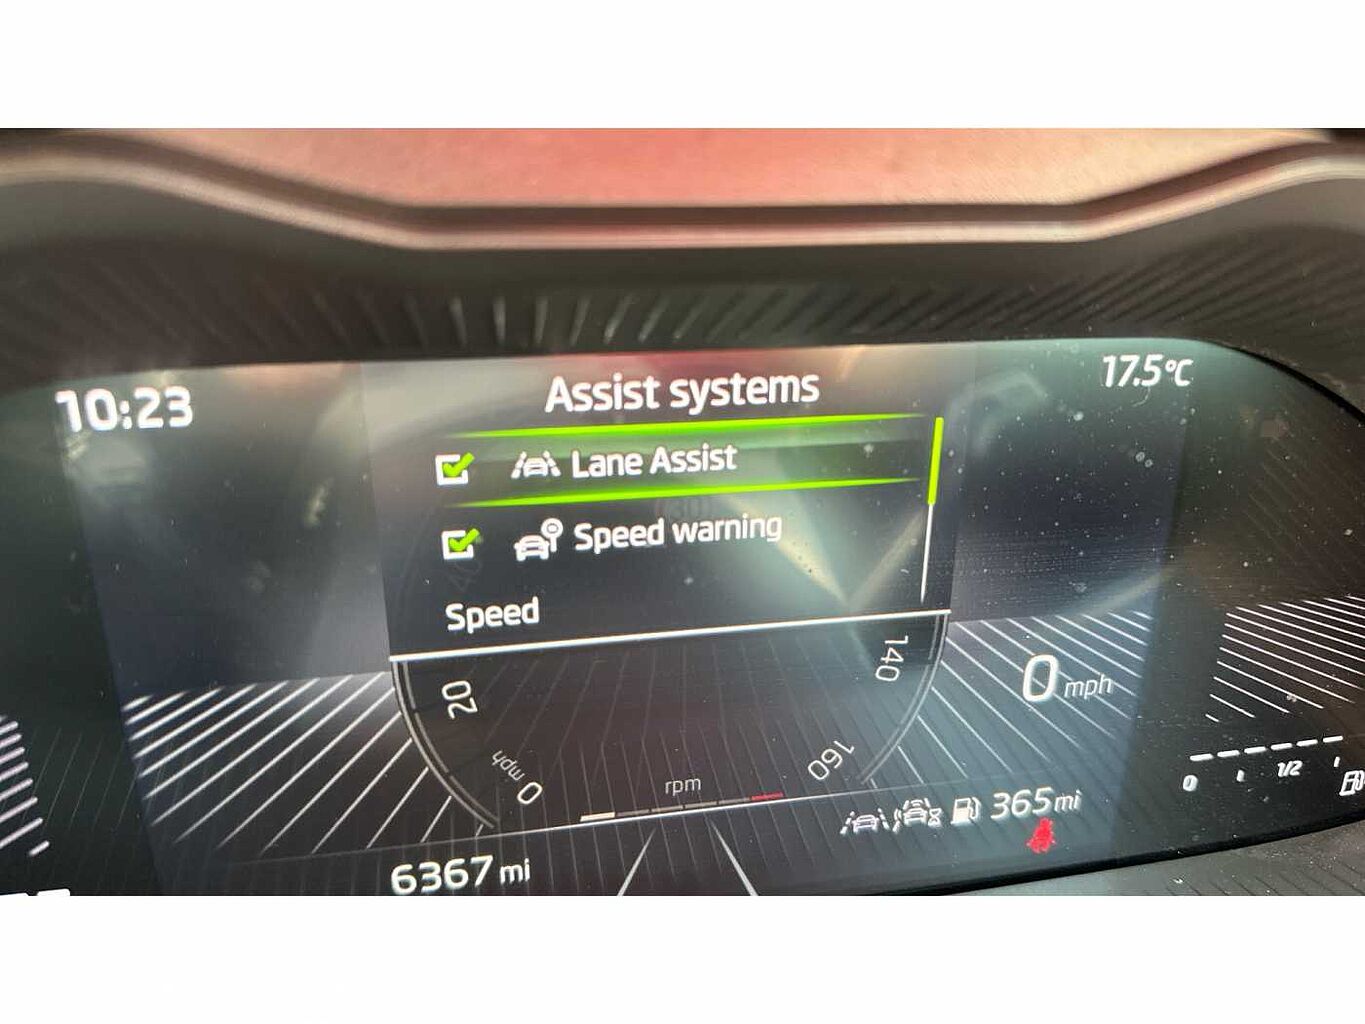 10:23
Assist systems
17.5°C
Lane Assist
Speed warning
Speed
20
mph
0
rpm
160
140
0 mph
0 1/2
365mi
6367 mi